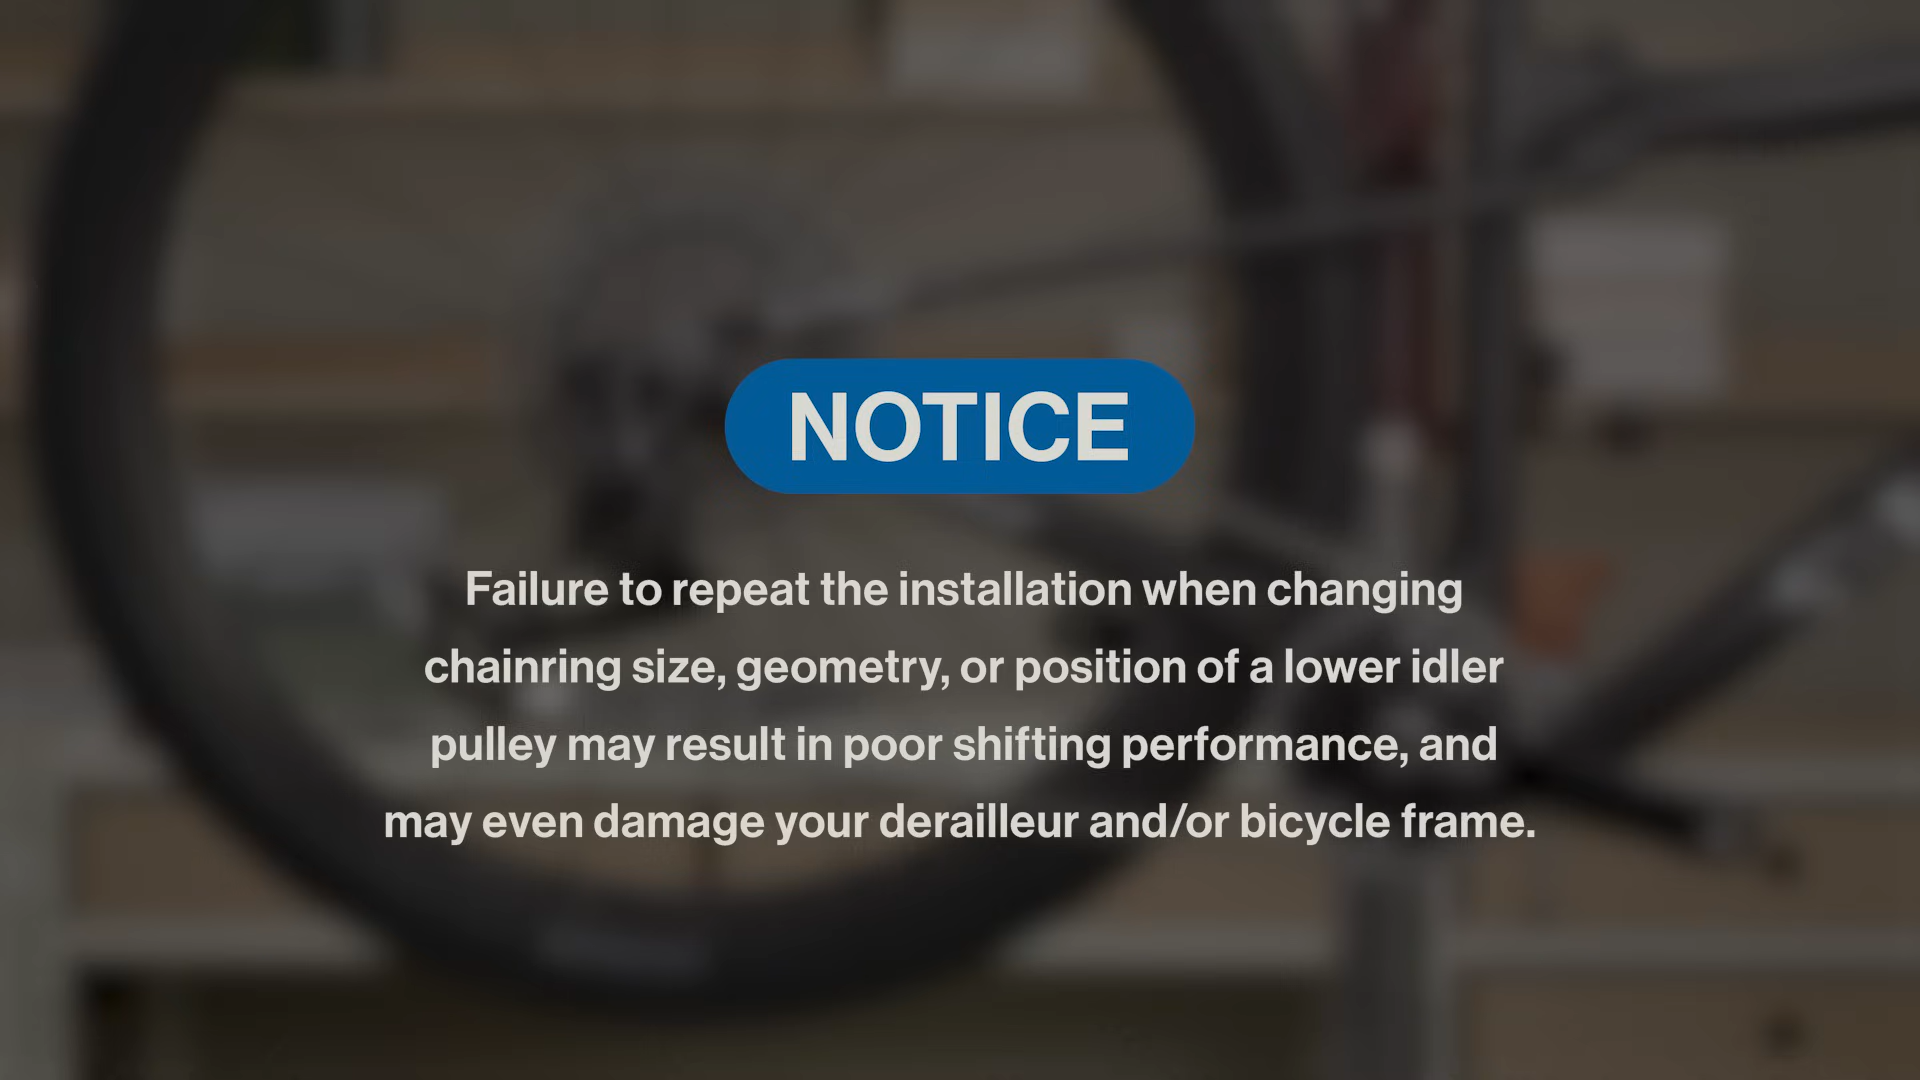 NOTICE
Failure to repeat the installation when changing
chainring size, geometry, or position of a lower idler
pulley may result in poor shifting performance, and
may even damage your derailleur and/or bicycle frame.